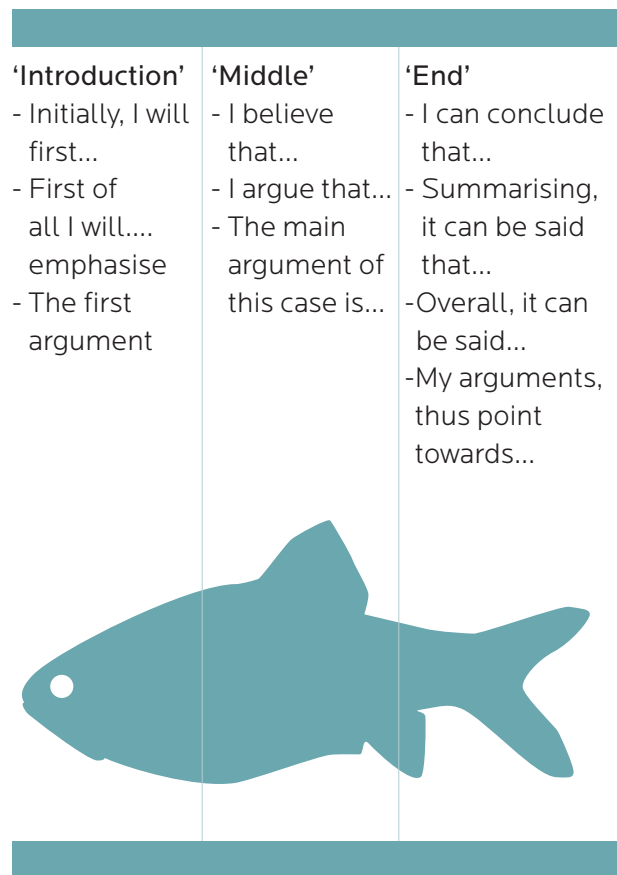 ‘Introduction’
- Initially, I will
first...
- First of
all I will....
emphasise
- The first
argument
‘Middle’
- I believe
that...
- I argue that...
- The main
argument of
this case is...
‘End’
- I can conclude
that...
- Summarising,
it can be said
that...
-Overall, it can
be said...
-My arguments,
thus point
towards...